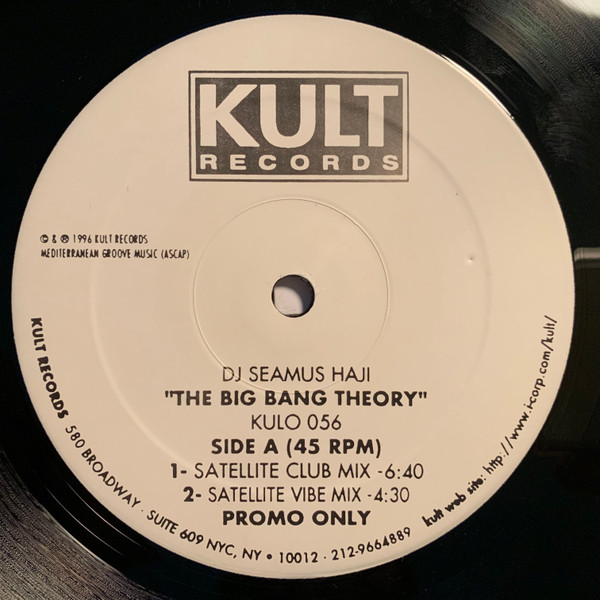 KULT
RECORDS
© & ℗ 1996 KULT RECORDS
MEDITERRANEAN GROOVE MUSIC (ASCAP)
DJ SEAMUS HAJI
"THE BIG BANG THEORY"
KULO 056
SIDE A (45 RPM)
1- SATELLITE CLUB MIX -6:40
2- SATELLITE VIBE MIX -4:30
PROMO ONLY
KULT RECORDS 580 BROADWAY · SUITE 609 NYC, NY • 10012 · 212-9664889 kult web site: http://www.i-corp.com/kult/